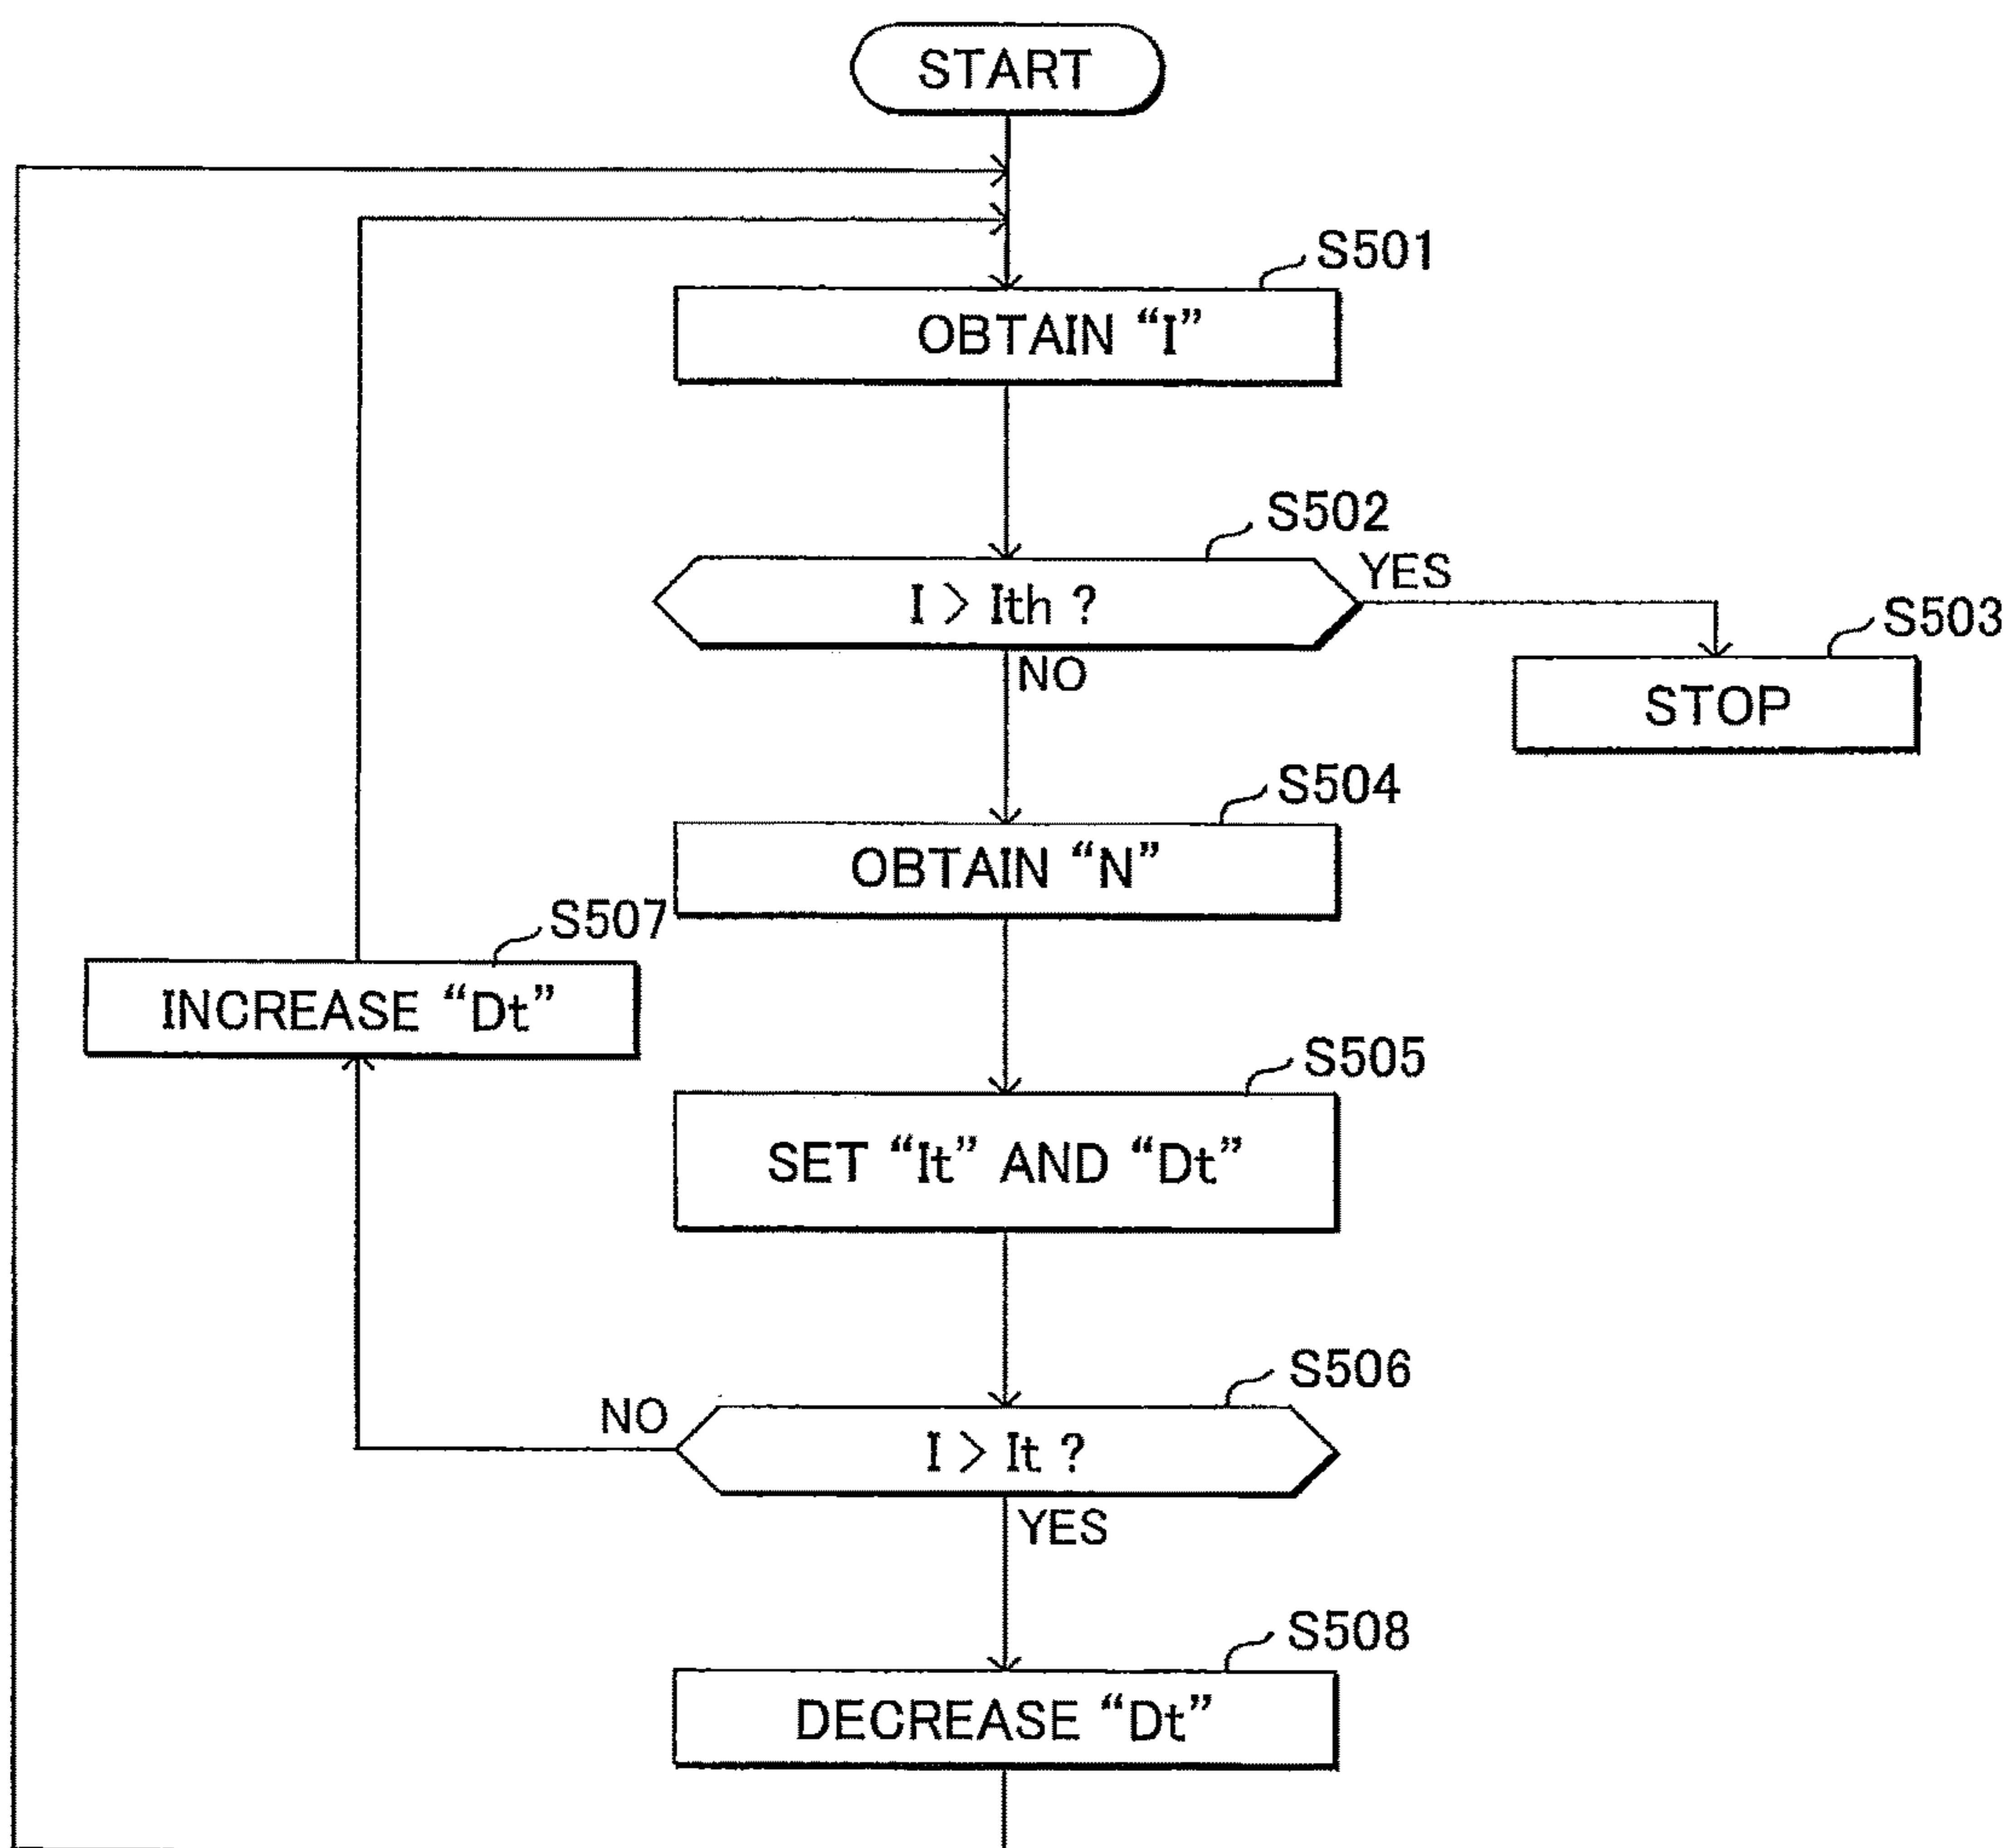 START
S501
OBTAIN “I”
S502
I > Ith ?
YES
NO
S503
STOP
S504
OBTAIN “N”
S507
INCREASE “Dt”
S505
SET “It” AND “Dt”
S506
NO
I > It ?
YES
S508
DECREASE “Dt”